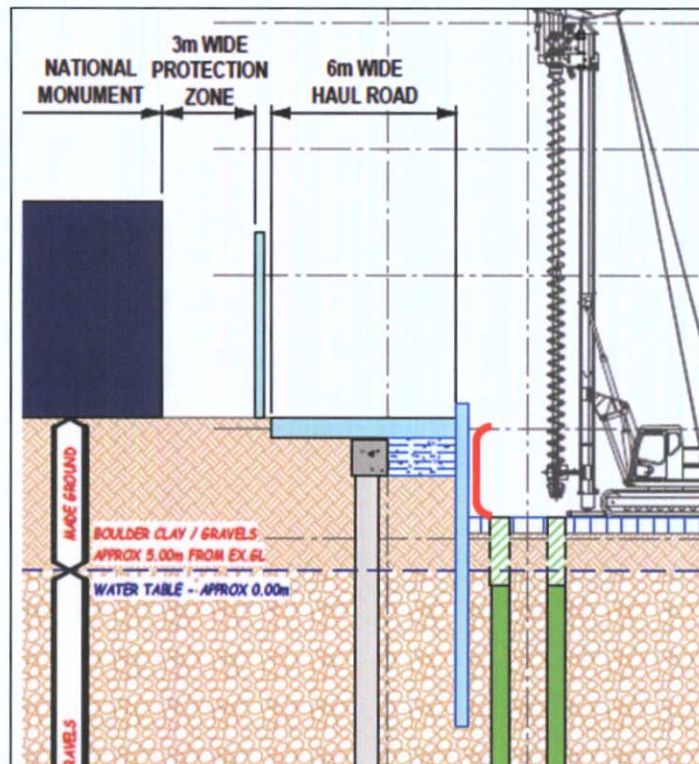 NATIONAL
MONUMENT
3m WIDE
PROTECTION
ZONE
6m WIDE
HAUL ROAD
MADE GROUND
BOULDER CLAY / GRAVELS
APPROX 5.00m FROM EX.GL
WATER TABLE - APPROX 0.00m
RAVELS